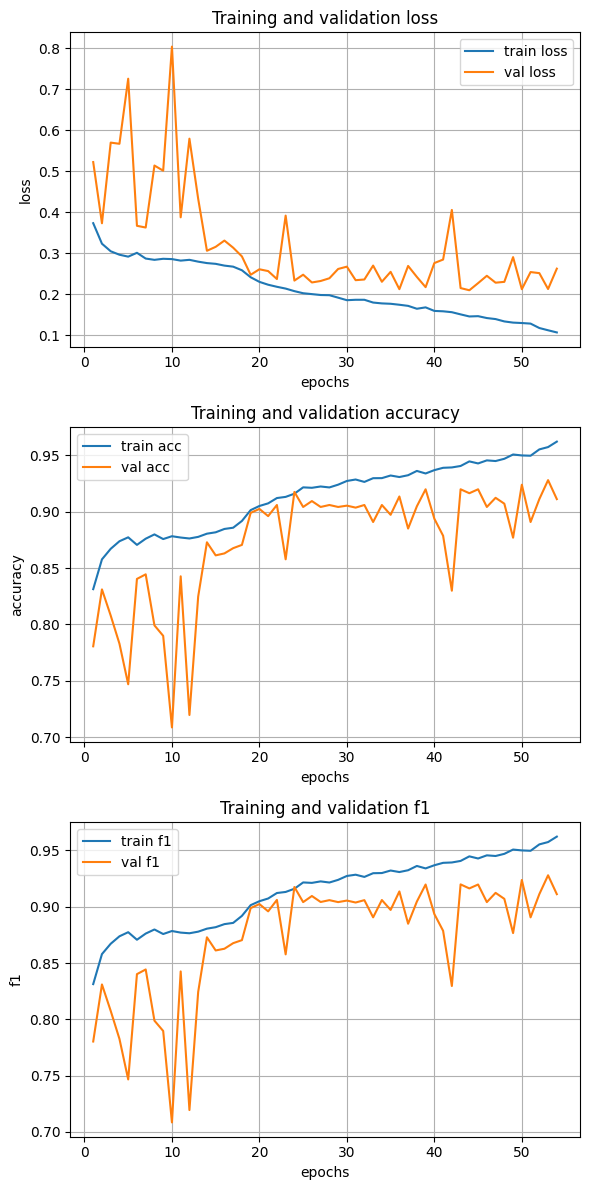 Training and validation loss
train loss
val loss
0.8
0.7
0.6
0.5
0.4
0.3
0.2
0.1
loss
0 10 20 30 40 50
epochs
Training and validation accuracy
train acc
val acc
0.95
0.90
0.85
0.80
0.75
0.70
accuracy
0 10 20 30 40 50
epochs
Training and validation f1
train f1
val f1
0.95
0.90
0.85
0.80
0.75
0.70
f1
0 10 20 30 40 50
epochs